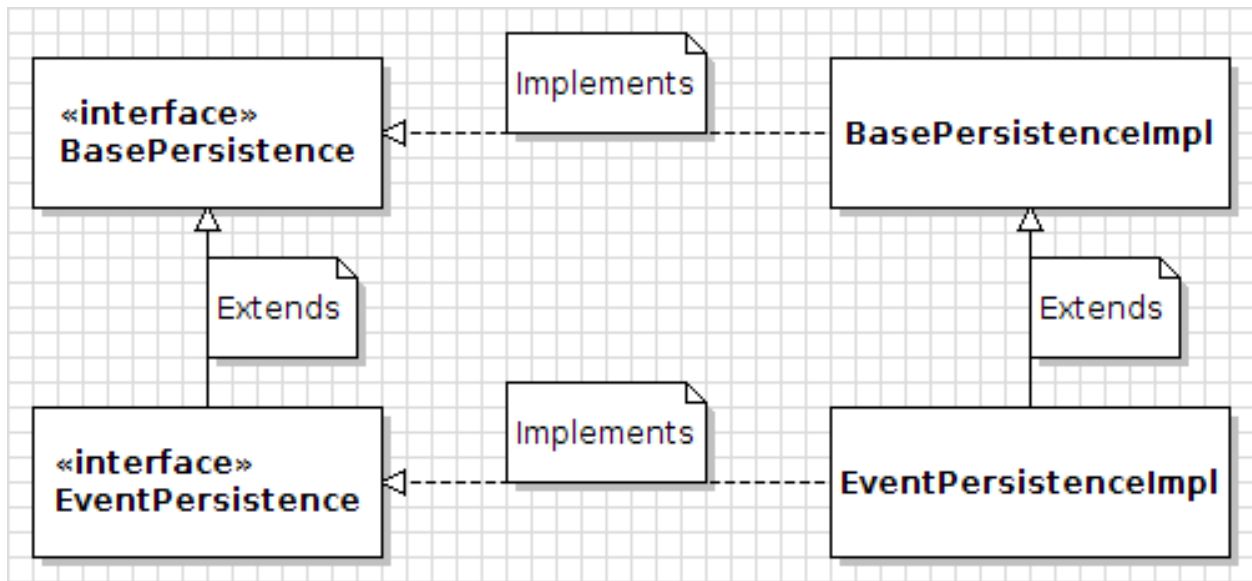 Implements
«interface»
BasePersistence
BasePersistenceImpl
Extends
Extends
Implements
«interface»
EventPersistence
EventPersistenceImpl